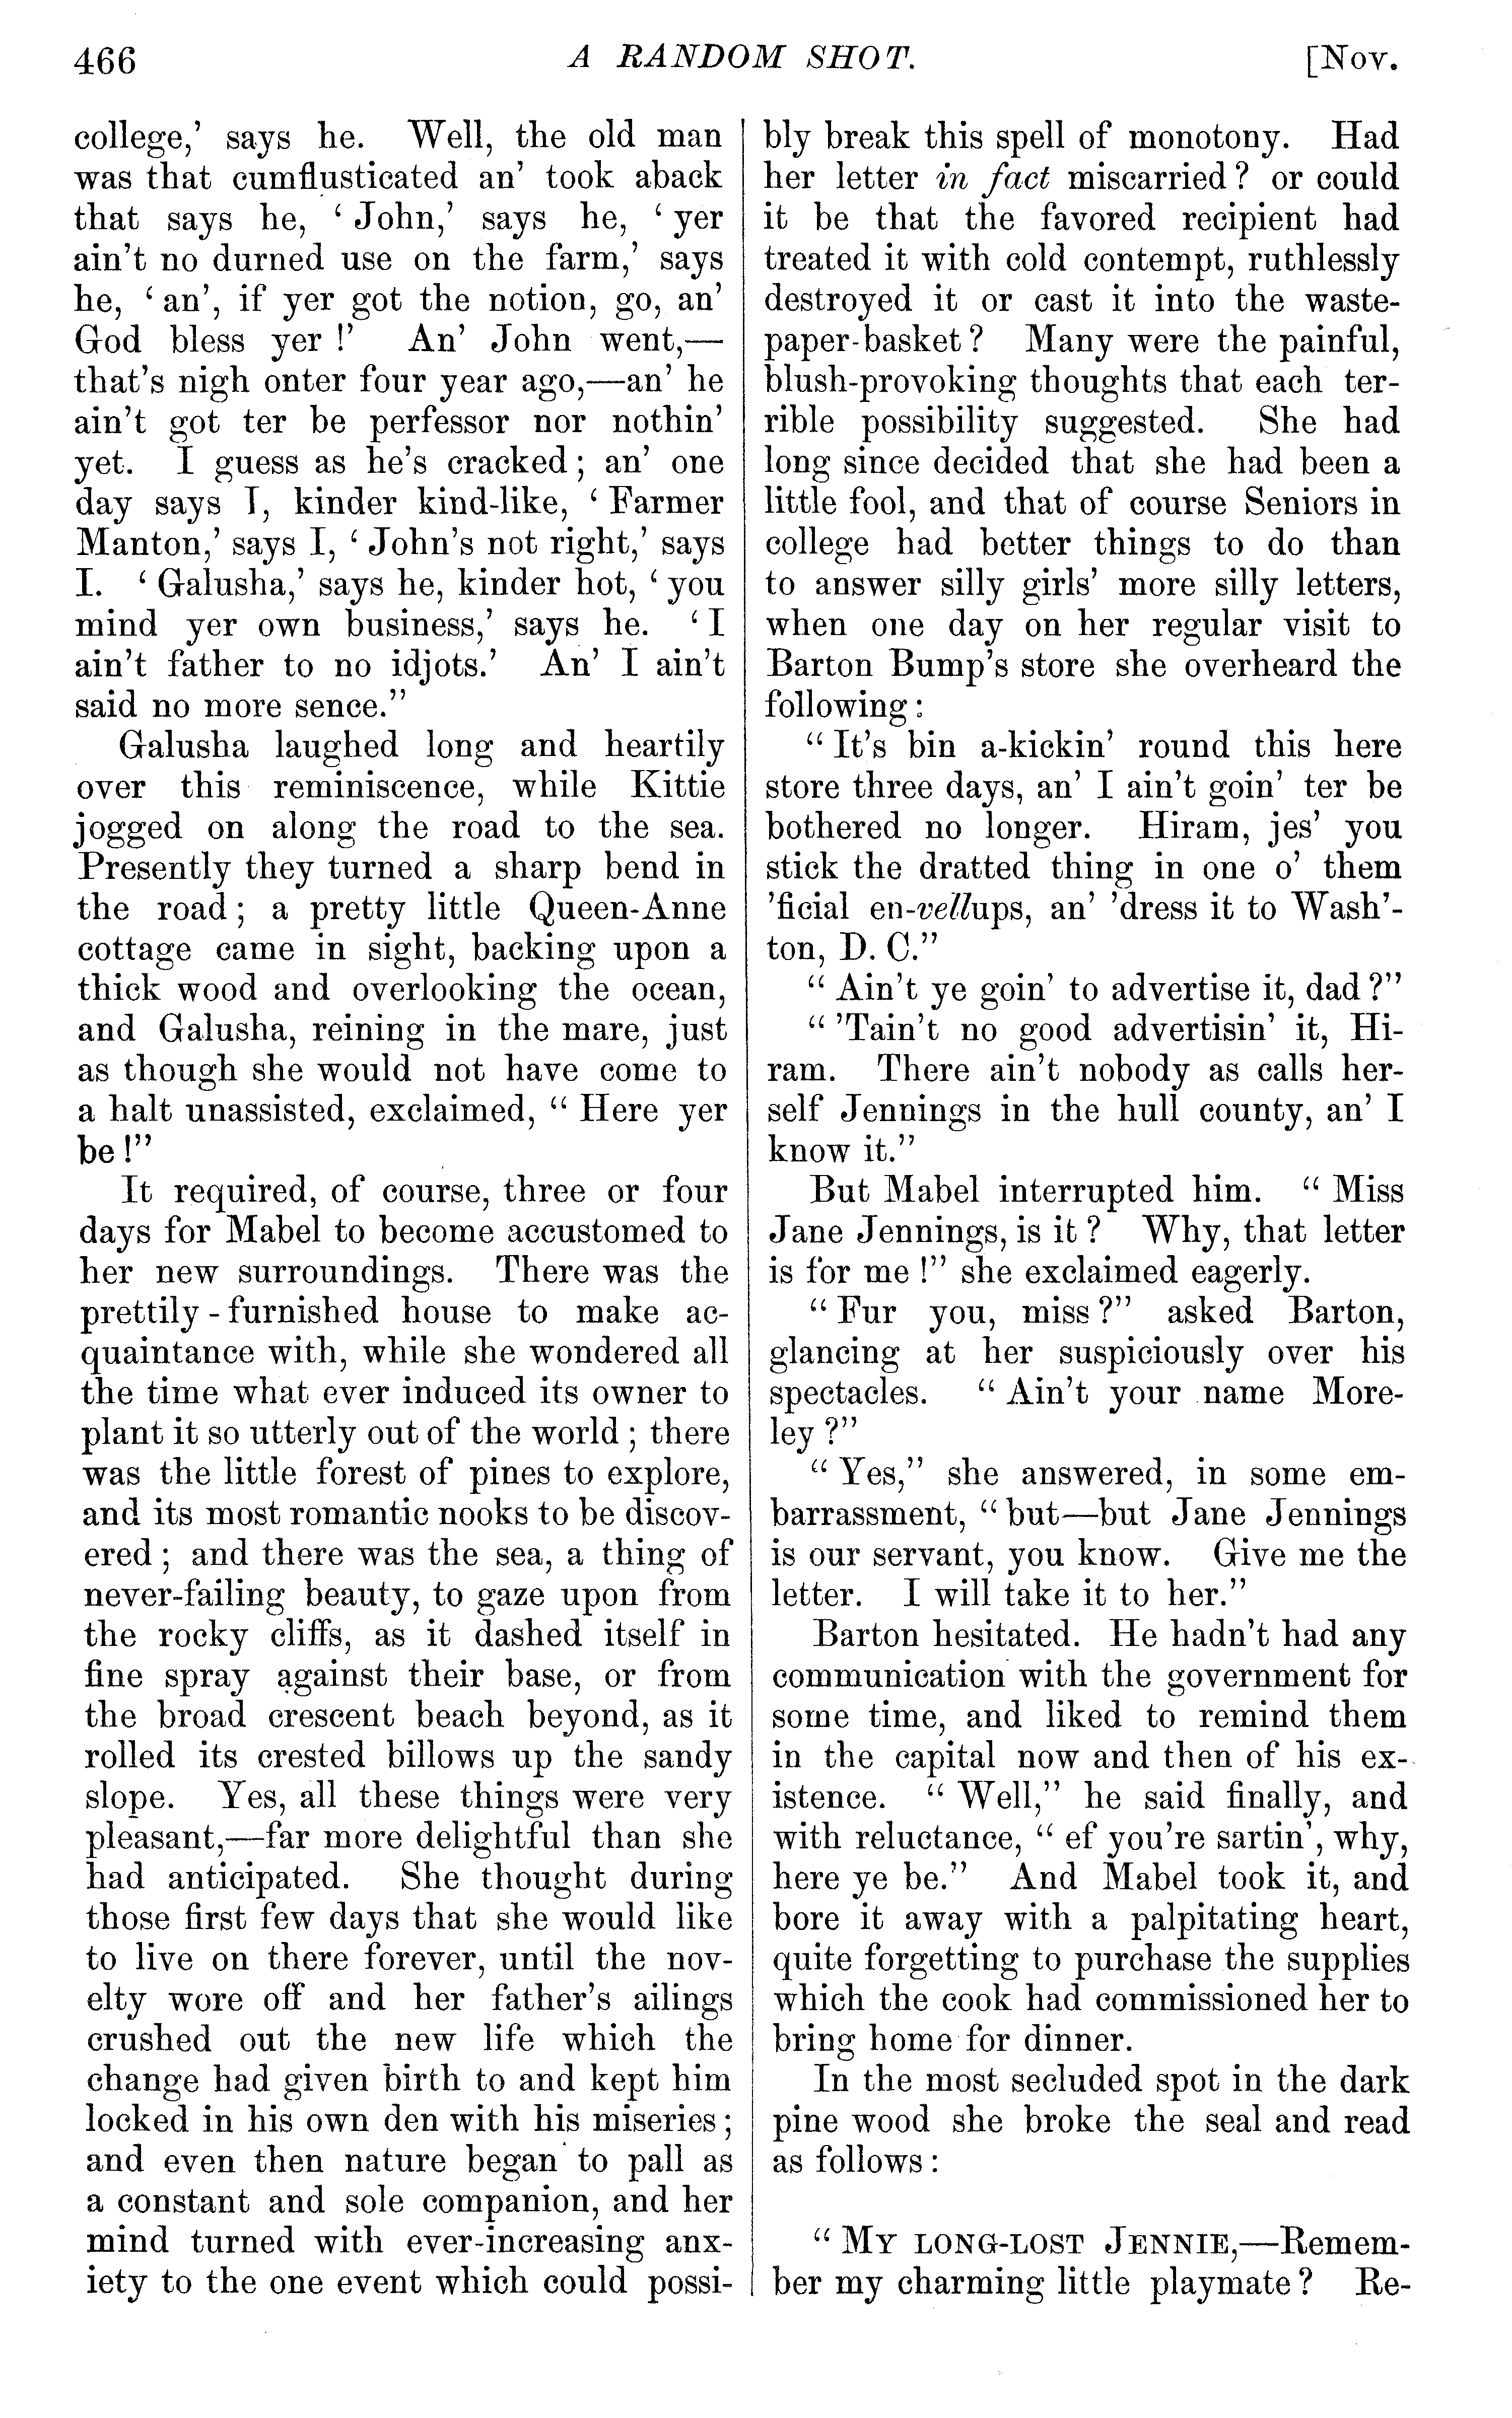 466
A RANDOM SHOT.
[Nov.
college,' says he. Well, the old man
was that cumflusticated an' took aback
that says he, 'John,' says he, 'yer
ain't no durned use on the farm,' says
he, 'an', if yer got the notion, go, an'
God bless yer!' An' John went,—
that's nigh onter four year ago,—an' he
ain't got ter be perfessor nor nothin'
yet. I guess as he's cracked; an' one
day says I, kinder kind-like, 'Farmer
Manton,' says I, 'John's not right,' says
I. 'Galusha,' says he, kinder hot, 'you
mind yer own business,' says he. 'I
ain't father to no idjots.' An' I ain't
said no more sence."
Galusha laughed long and heartily
over this reminiscence, while Kittie
jogged on along the road to the sea.
Presently they turned a sharp bend in
the road; a pretty little Queen-Anne
cottage came in sight, backing upon a
thick wood and overlooking the ocean,
and Galusha, reining in the mare, just
as though she would not have come to
a halt unassisted, exclaimed, "Here yer
be!"
It required, of course, three or four
days for Mabel to become accustomed to
her new surroundings. There was the
prettily-furnished house to make ac-
quaintance with, while she wondered all
the time what ever induced its owner to
plant it so utterly out of the world; there
was the little forest of pines to explore,
and its most romantic nooks to be discov-
ered; and there was the sea, a thing of
never-failing beauty, to gaze upon from
the rocky cliffs, as it dashed itself in
fine spray against their base, or from
the broad crescent beach beyond, as it
rolled its crested billows up the sandy
slope. Yes, all these things were very
pleasant,—far more delightful than she
had anticipated. She thought during
those first few days that she would like
to live on there forever, until the nov-
elty wore off and her father's ailings
crushed out the new life which the
change had given birth to and kept him
locked in his own den with his miseries;
and even then nature began to pall as
a constant and sole companion, and her
mind turned with ever-increasing anx-
iety to the one event which could possi-
bly break this spell of monotony. Had
her letter in fact miscarried? or could
it be that the favored recipient had
treated it with cold contempt, ruthlessly
destroyed it or cast it into the waste-
paper-basket? Many were the painful,
blush-provoking thoughts that each ter-
rible possibility suggested. She had
long since decided that she had been a
little fool, and that of course Seniors in
college had better things to do than
to answer silly girls' more silly letters,
when one day on her regular visit to
Barton Bump's store she overheard the
following:
"It's bin a-kickin' round this here
store three days, an' I ain't goin' ter be
bothered no longer. Hiram, jes' you
stick the dratted thing in one o' them
'ficial en-vellups, an' 'dress it to Wash'-
ton, D. C."
"Ain't ye goin' to advertise it, dad?"
"'Tain't no good advertisin' it, Hi-
ram. There ain't nobody as calls her-
self Jennings in the hull county, an' I
know it."
But Mabel interrupted him. "Miss
Jane Jennings, is it? Why, that letter
is for me!" she exclaimed eagerly.
"Fur you, miss?" asked Barton,
glancing at her suspiciously over his
spectacles. "Ain't your name More-
ley?"
"Yes," she answered, in some em-
barrassment, "but—but Jane Jennings
is our servant, you know. Give me the
letter. I will take it to her."
Barton hesitated. He hadn't had any
communication with the government for
some time, and liked to remind them
in the capital now and then of his ex-
istence. "Well," he said finally, and
with reluctance, "ef you're sartin', why,
here ye be." And Mabel took it, and
bore it away with a palpitating heart,
quite forgetting to purchase the supplies
which the cook had commissioned her to
bring home for dinner.
In the most secluded spot in the dark
pine wood she broke the seal and read
as follows:
"MY LONG-LOST JENNIE,—Remem-
ber my charming little playmate? Re-